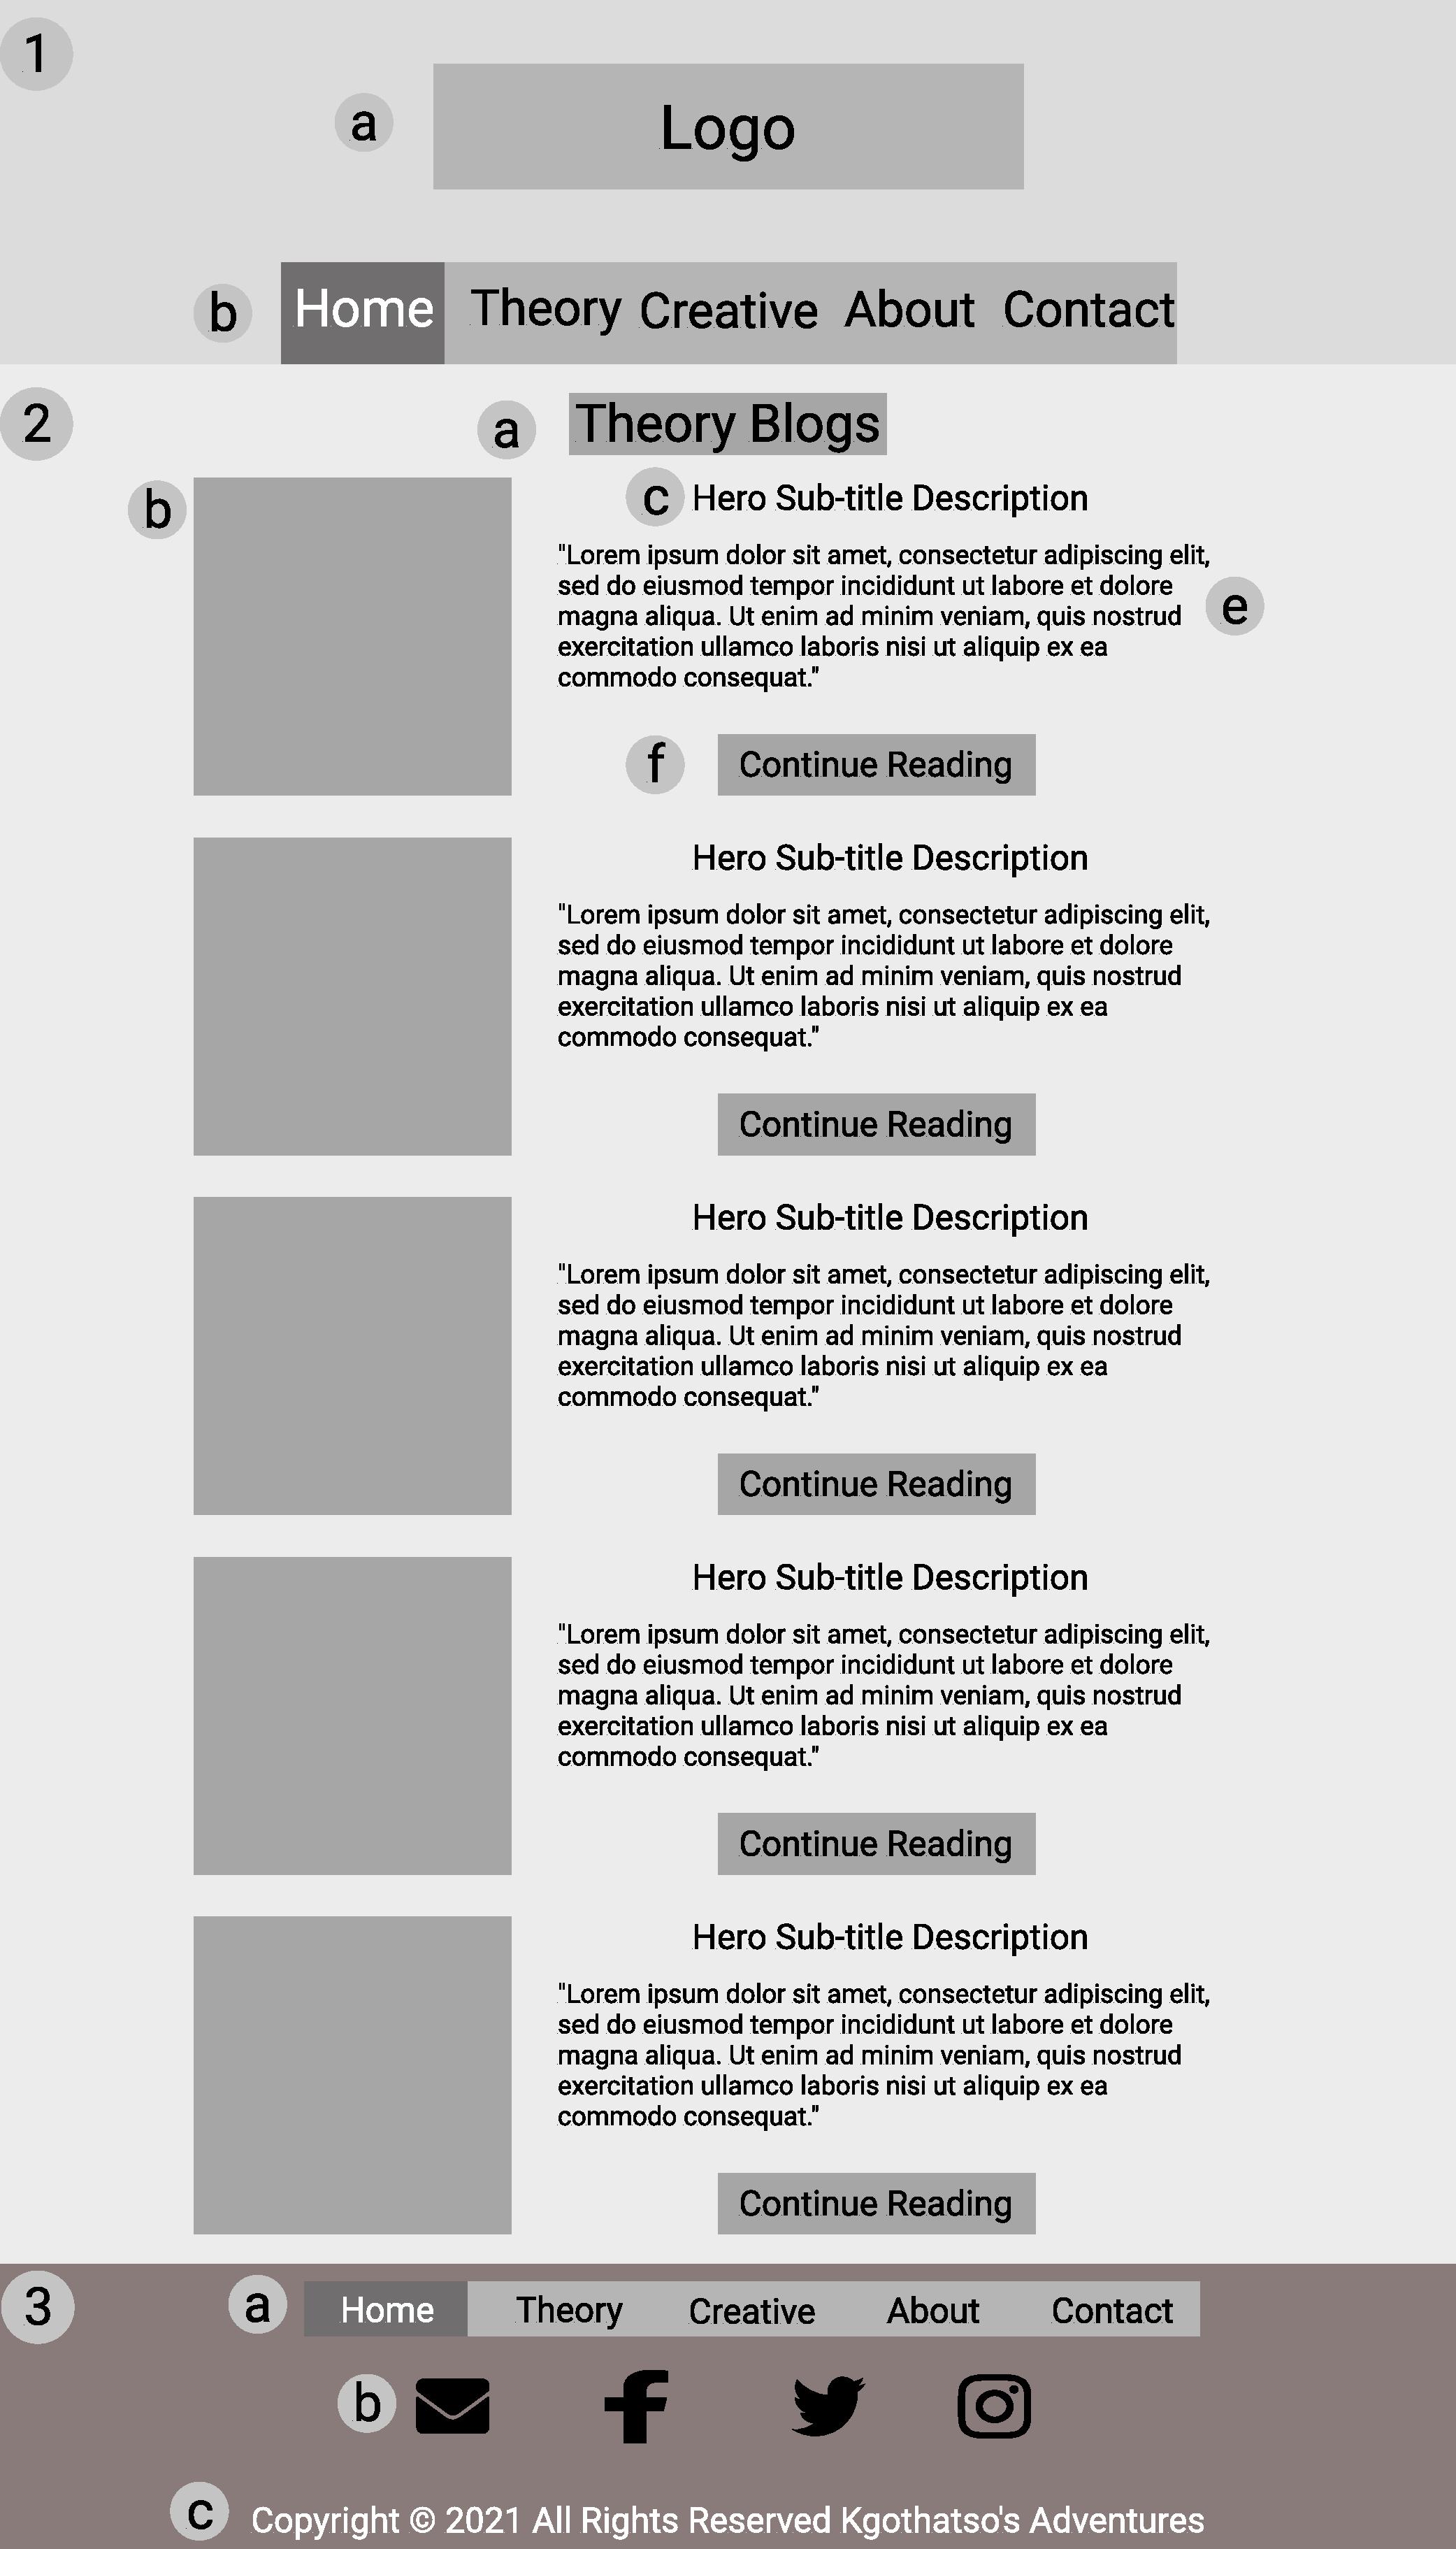 1
a
Logo
b
Home Theory Creative About Contact
2
a
Theory Blogs
b
c
Hero Sub-title Description
"Lorem ipsum dolor sit amet, consectetur adipiscing elit,
sed do eiusmod tempor incididunt ut labore et dolore
magna aliqua. Ut enim ad minim veniam, quis nostrud
exercitation ullamco laboris nisi ut aliquip ex ea
commodo consequat."
e
f
Continue Reading
Hero Sub-title Description
"Lorem ipsum dolor sit amet, consectetur adipiscing elit,
sed do eiusmod tempor incididunt ut labore et dolore
magna aliqua. Ut enim ad minim veniam, quis nostrud
exercitation ullamco laboris nisi ut aliquip ex ea
commodo consequat."
Continue Reading
Hero Sub-title Description
"Lorem ipsum dolor sit amet, consectetur adipiscing elit,
sed do eiusmod tempor incididunt ut labore et dolore
magna aliqua. Ut enim ad minim veniam, quis nostrud
exercitation ullamco laboris nisi ut aliquip ex ea
commodo consequat."
Continue Reading
Hero Sub-title Description
"Lorem ipsum dolor sit amet, consectetur adipiscing elit,
sed do eiusmod tempor incididunt ut labore et dolore
magna aliqua. Ut enim ad minim veniam, quis nostrud
exercitation ullamco laboris nisi ut aliquip ex ea
commodo consequat."
Continue Reading
Hero Sub-title Description
"Lorem ipsum dolor sit amet, consectetur adipiscing elit,
sed do eiusmod tempor incididunt ut labore et dolore
magna aliqua. Ut enim ad minim veniam, quis nostrud
exercitation ullamco laboris nisi ut aliquip ex ea
commodo consequat."
Continue Reading
3
a
Home Theory Creative About Contact
b
c
Copyright © 2021 All Rights Reserved Kgothatso's Adventures